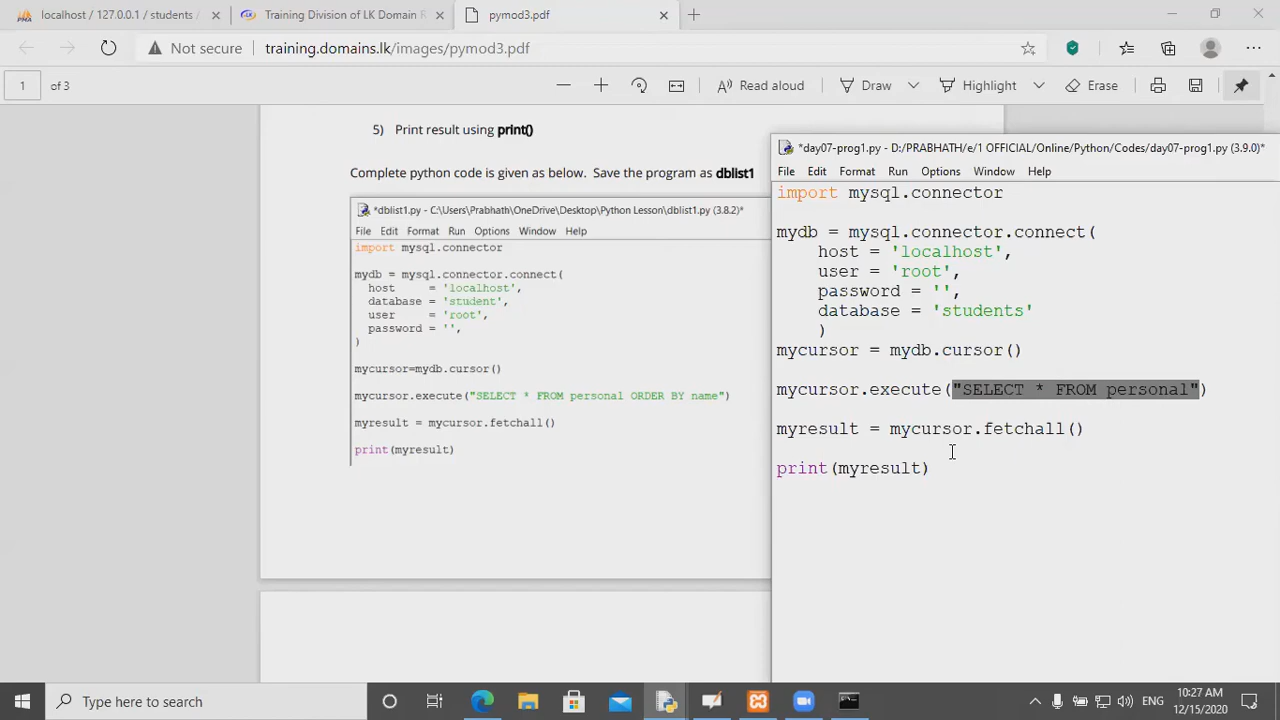 localhost / 127.0.0.1 / students /
Training Division of LK Domain R
pymod3.pdf
Not secure
training.domains.lk/images/pymod3.pdf
1
of 3
Read aloud
Draw
Highlight
Erase
5) Print result using print()
Complete python code is given as below. Save the program as dblist1
*dblist1.py - C:\Users\Prabhath\OneDrive\Desktop\Python Lesson\dblist1.py (3.8.2)*
File Edit Format Run Options Window Help
import mysql.connector
mydb = mysql.connector.connect(
host = 'localhost',
database = 'student',
user = 'root',
password = '',
)
mycursor=mydb.cursor()
mycursor.execute("SELECT * FROM personal ORDER BY name")
myresult = mycursor.fetchall()
print(myresult)
*day07-prog1.py - D:/PRABHATH/e/1 OFFICIAL/Online/Python/Codes/day07-prog1.py (3.9.0)*
File Edit Format Run Options Window Help
import mysql.connector
mydb = mysql.connector.connect(
host = 'localhost',
user = 'root',
password = '',
database = 'students'
)
mycursor = mydb.cursor()
mycursor.execute("SELECT * FROM personal")
myresult = mycursor.fetchall()
print(myresult)
Type here to search
ENG
10:27 AM
12/15/2020